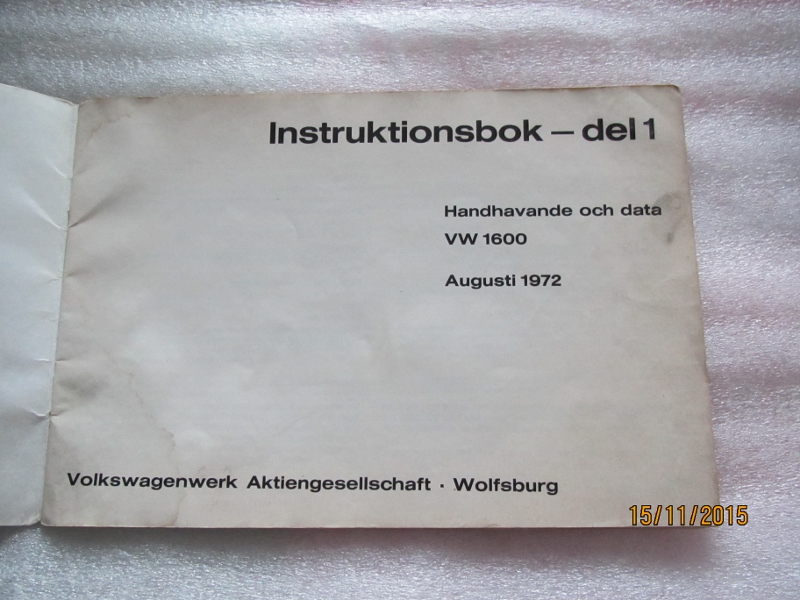 Instruktionsbok – del 1
Handhavande och data
VW 1600
Augusti 1972
Volkswagenwerk Aktiengesellschaft · Wolfsburg
15/11/2015